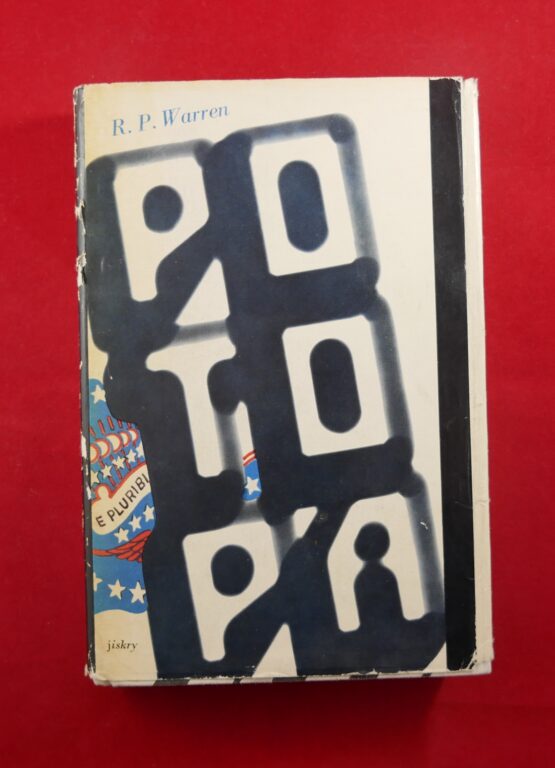 R. P. Warren
PO
TO
PA
E PLURIBU
jiskry